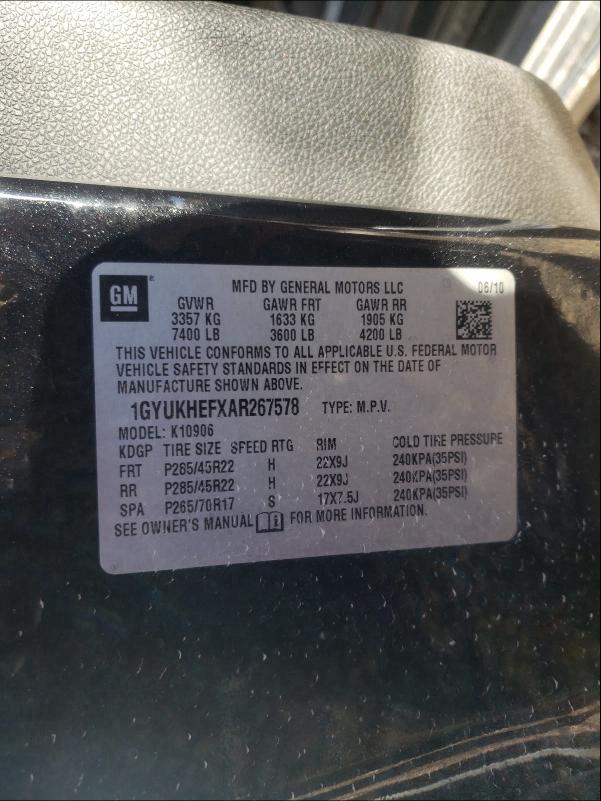 GM
MFD BY GENERAL MOTORS LLC 06/10
GVWR GAWR FRT GAWR RR
3357 KG 1633 KG 1905 KG
7400 LB 3600 LB 4200 LB
THIS VEHICLE CONFORMS TO ALL APPLICABLE U.S. FEDERAL MOTOR
VEHICLE SAFETY STANDARDS IN EFFECT ON THE DATE OF
MANUFACTURE SHOWN ABOVE.
1GYUKHEFXAR267578 TYPE: M.P.V.
MODEL: K10906
KDGP TIRE SIZE SPEED RTG RIM COLD TIRE PRESSURE
FRT P285/45R22 H 22X9J 240KPA(35PSI)
RR P285/45R22 H 22X9J 240KPA(35PSI)
SPA P265/70R17 S 17X7.5J 240KPA(35PSI)
SEE OWNER'S MANUAL FOR MORE INFORMATION.